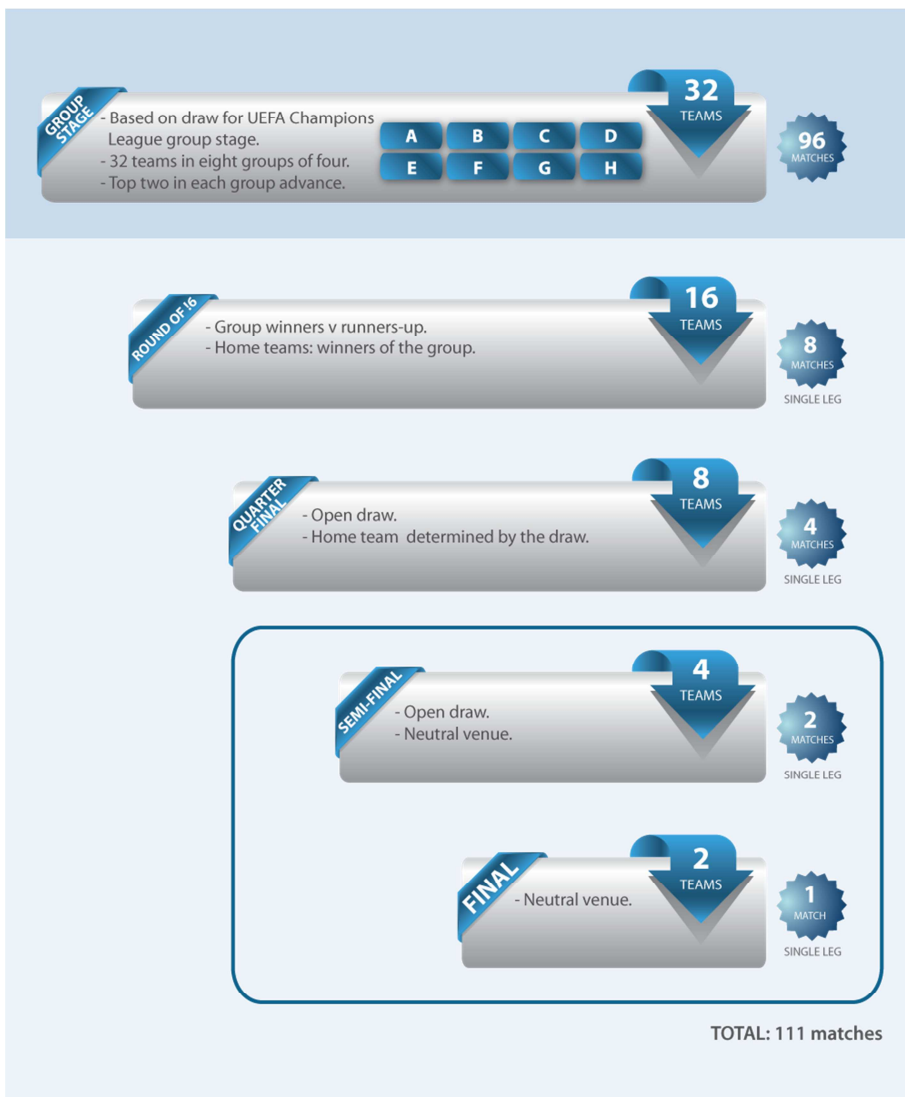 GROUP
STAGE
- Based on draw for UEFA Champions
League group stage.
- 32 teams in eight groups of four.
- Top two in each group advance.
A B C D
E F G H
32
TEAMS
96
MATCHES
ROUND OF !6
- Group winners v runners-up.
- Home teams: winners of the group.
16
TEAMS
8
MATCHES
SINGLE LEG
QUARTER
FINAL
- Open draw.
- Home team determined by the draw.
8
TEAMS
4
MATCHES
SINGLE LEG
SEMI-FINAL
- Open draw.
- Neutral venue.
4
TEAMS
2
MATCHES
SINGLE LEG
FINAL
- Neutral venue.
2
TEAMS
1
MATCH
SINGLE LEG
TOTAL: 111 matches